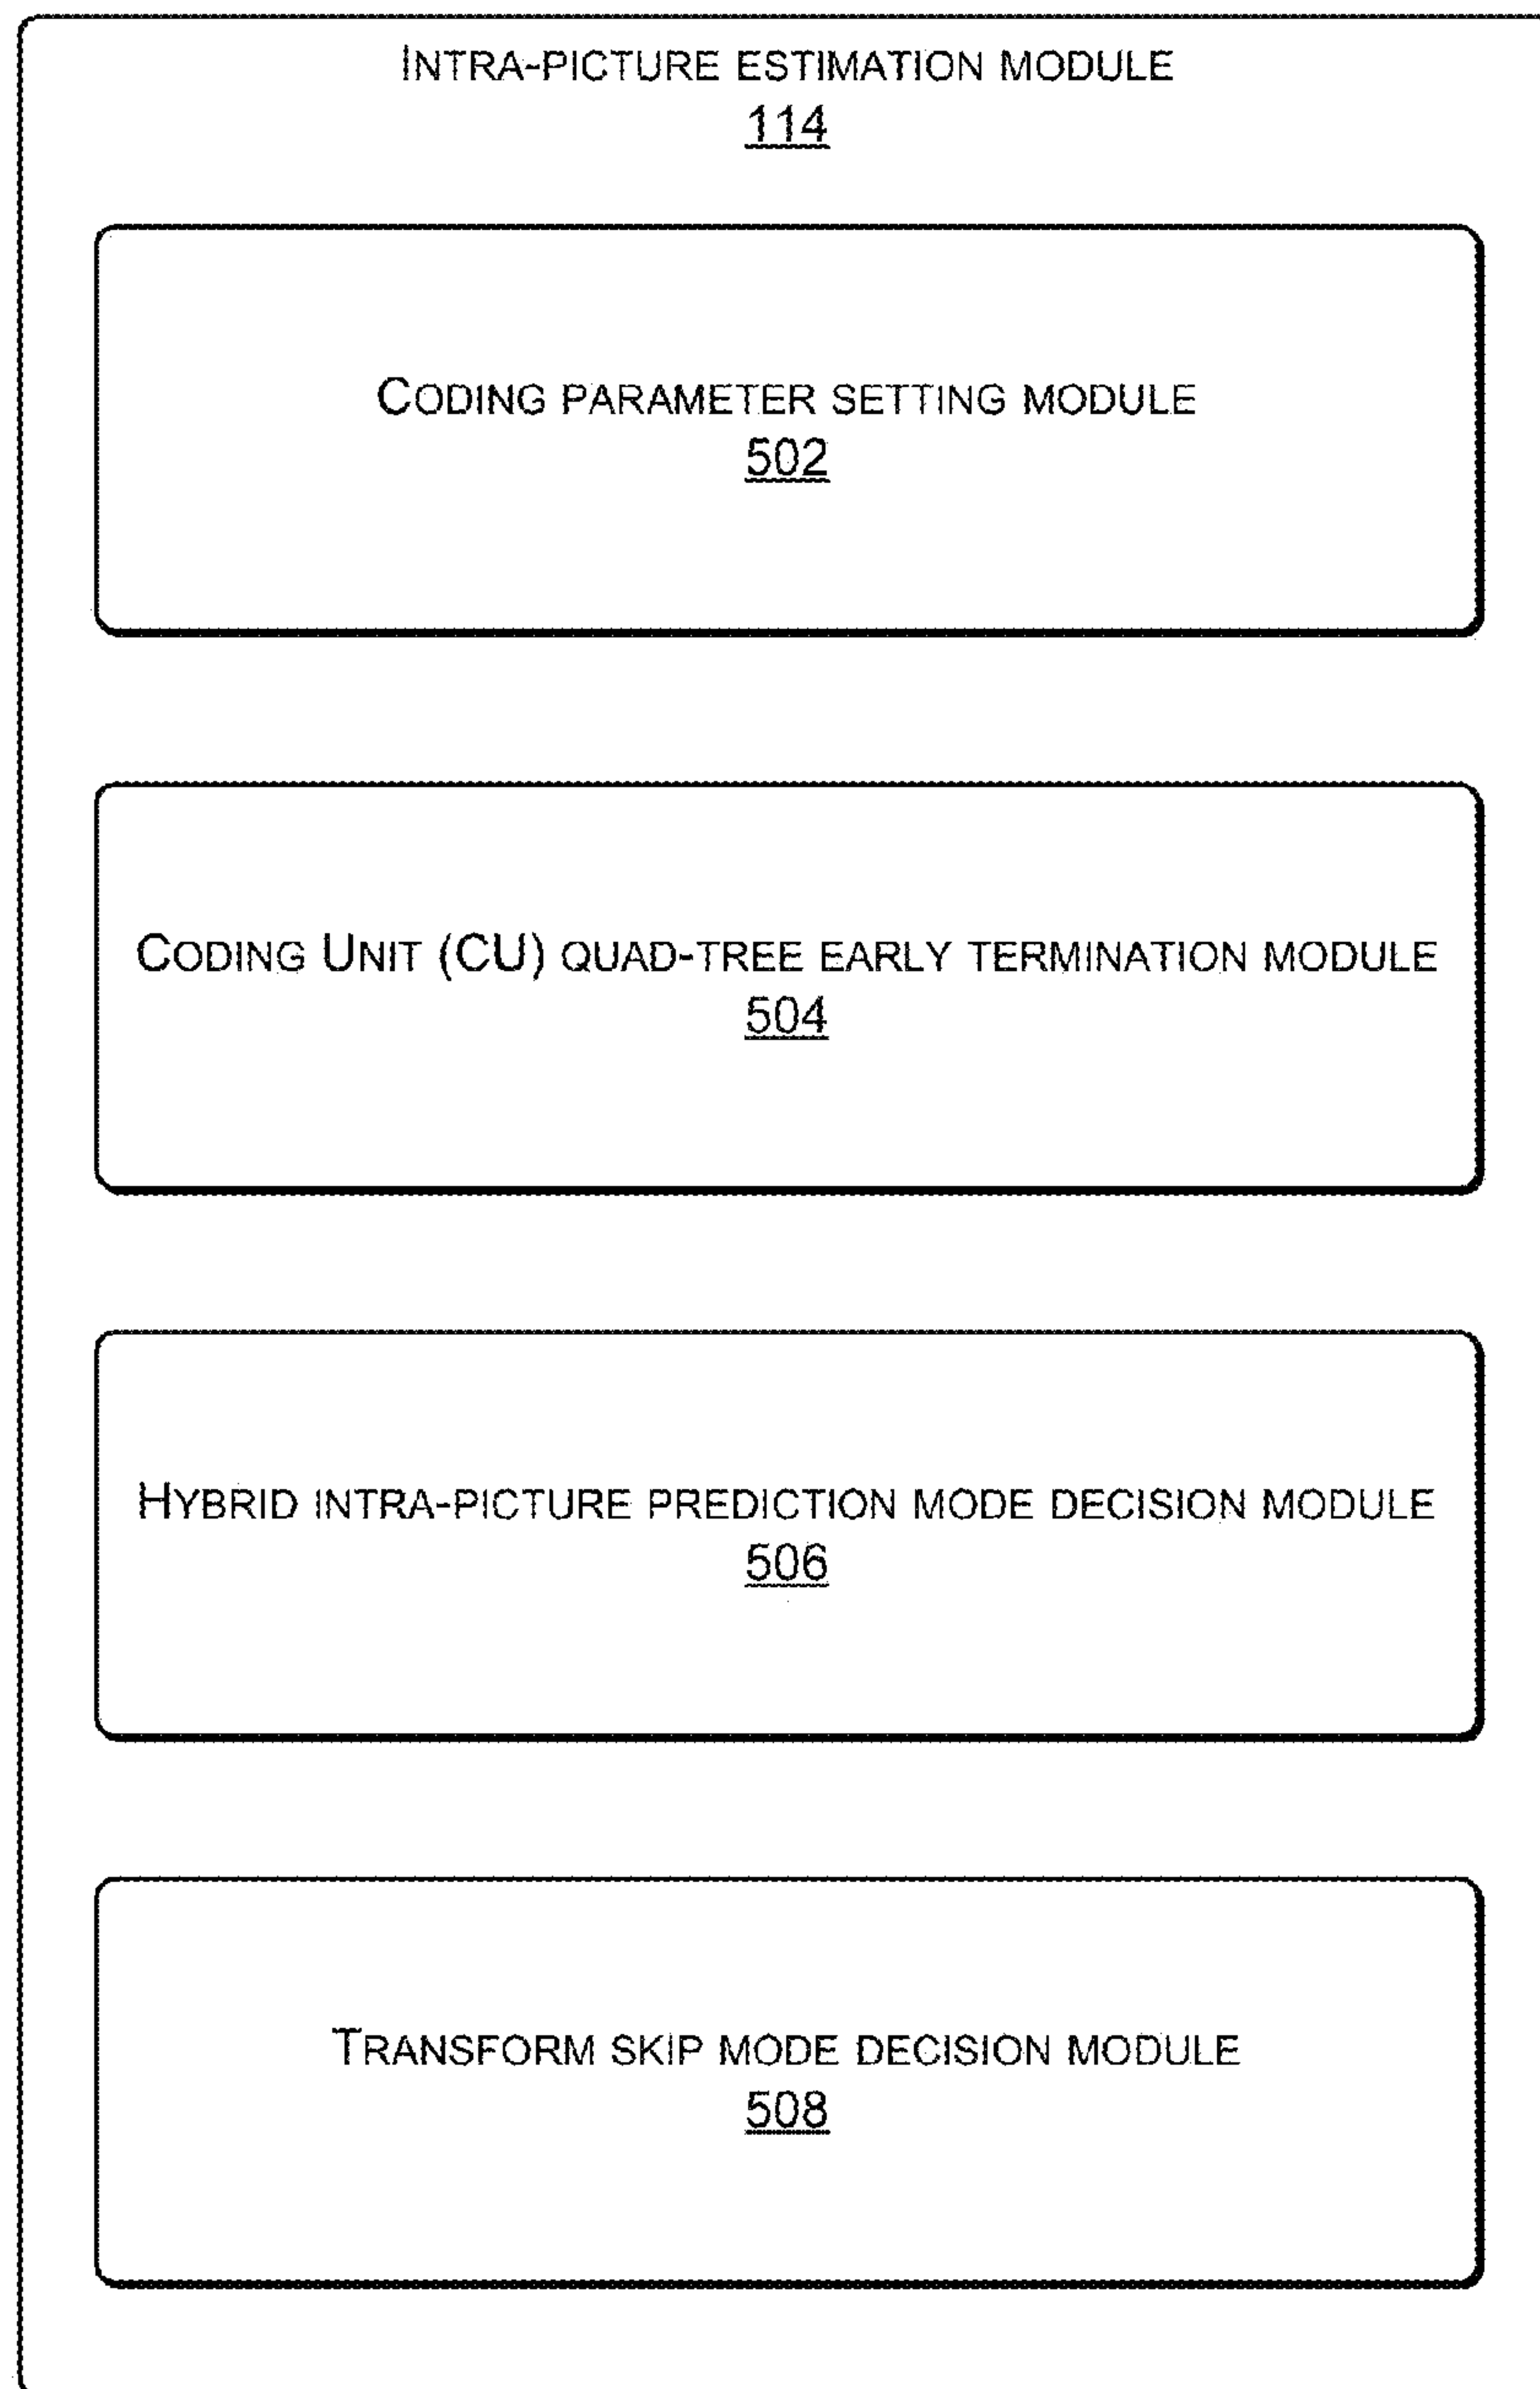 INTRA-PICTURE ESTIMATION MODULE
114
CODING PARAMETER SETTING MODULE
502
CODING UNIT (CU) QUAD-TREE EARLY TERMINATION MODULE
504
HYBRID INTRA-PICTURE PREDICTION MODE DECISION MODULE
506
TRANSFORM SKIP MODE DECISION MODULE
508